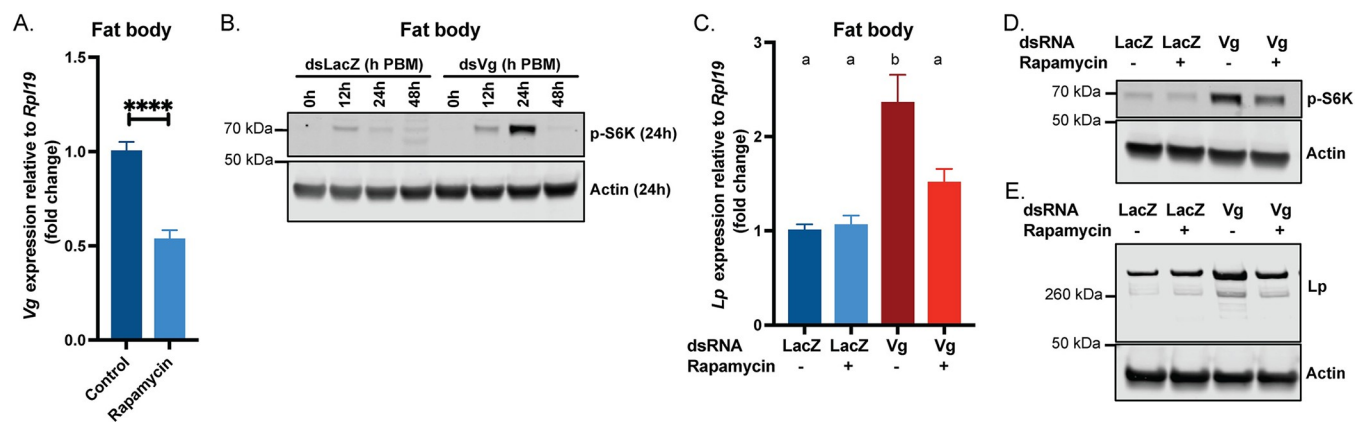 A.
Fat body
Vg expression relative to Rpl19
(fold change)
1.5
1.0
0.5
0.0
****
Control
Rapamycin
B.
Fat body
dsLacZ (h PBM) dsVg (h PBM)
0h 12h 24h 48h 0h 12h 24h 48h
70 kDa
p-S6K (24h)
50 kDa
Actin (24h)
C.
Fat body
Lp expression relative to Rpl19
(fold change)
3
2
1
0
a a b a
dsRNA LacZ LacZ Vg Vg
Rapamycin - + - +
D.
dsRNA LacZ LacZ Vg Vg
Rapamycin - + - +
70 kDa
p-S6K
50 kDa
Actin
E.
dsRNA LacZ LacZ Vg Vg
Rapamycin - + - +
Lp
260 kDa
50 kDa
Actin